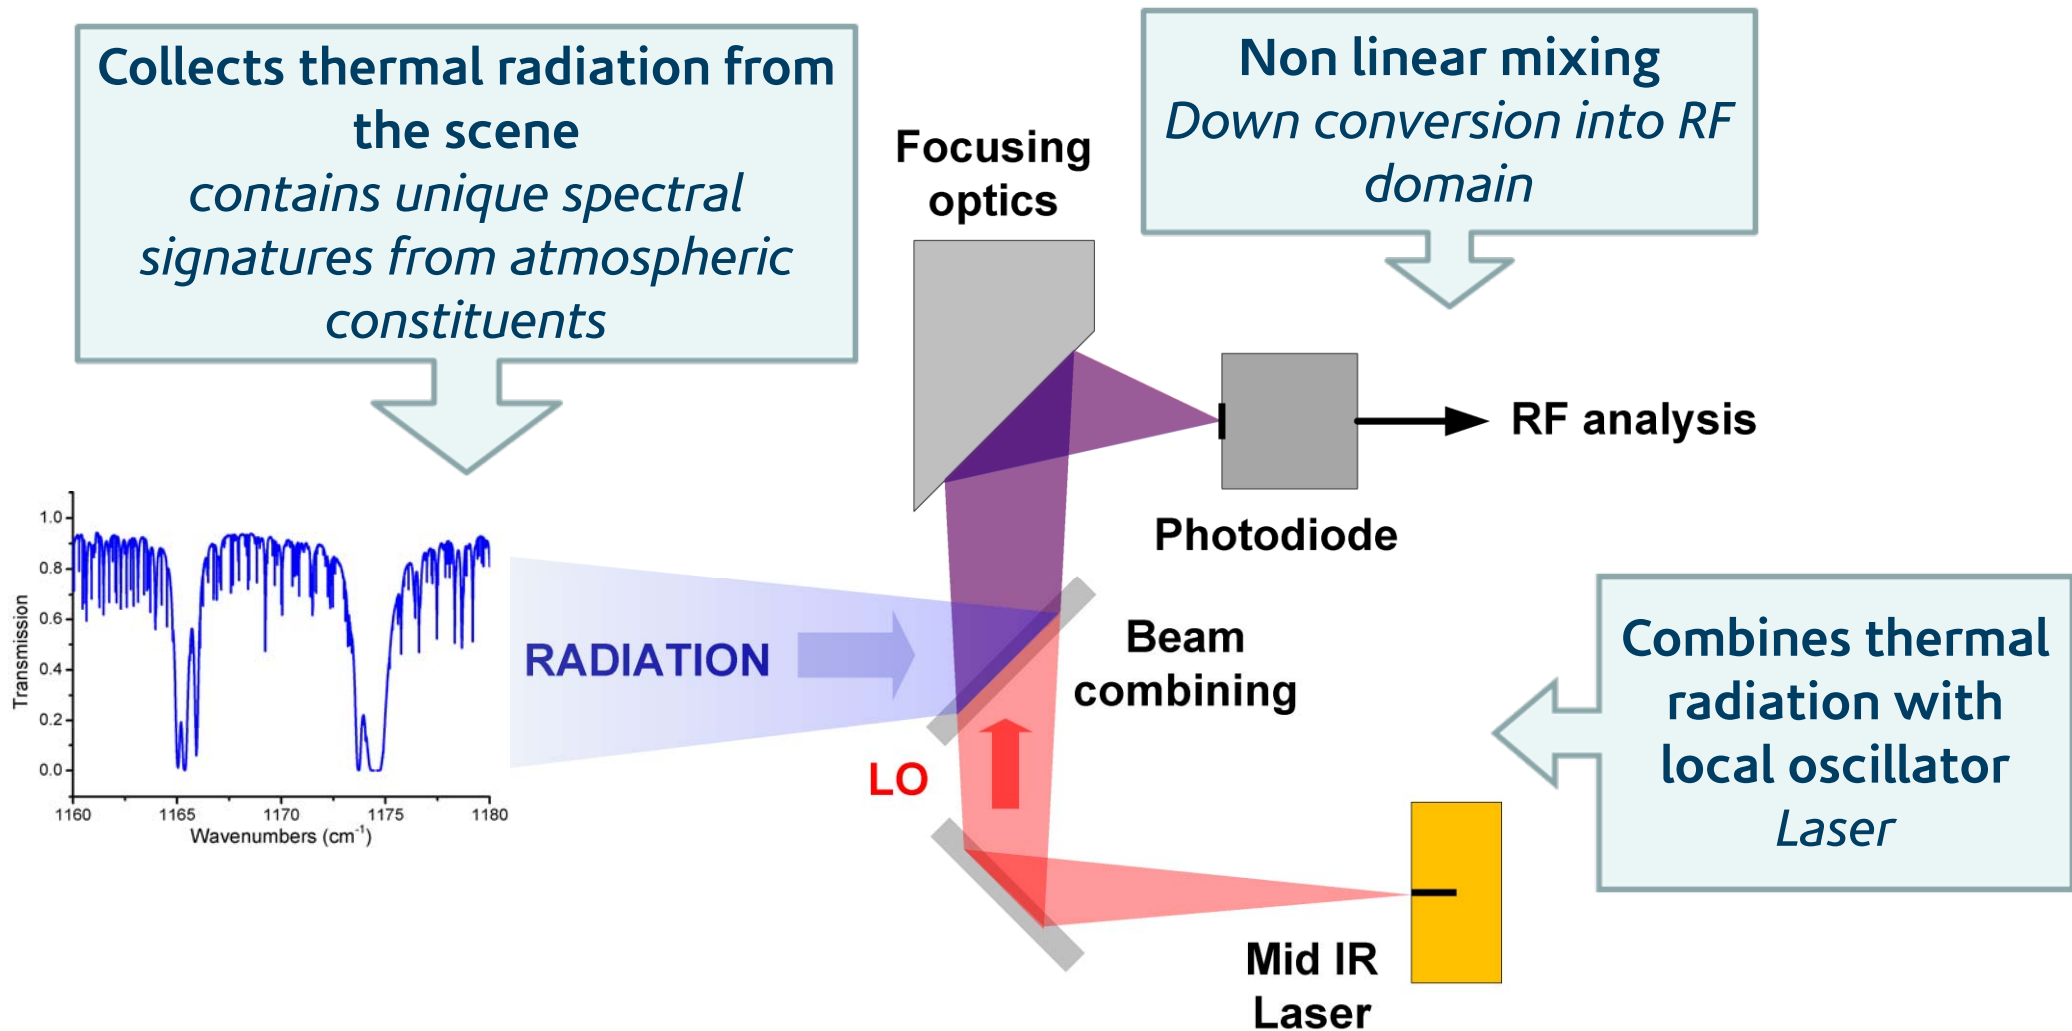 Collects thermal radiation from
the scene
contains unique spectral
signatures from atmospheric
constituents
Non linear mixing
Down conversion into RF
domain
Focusing
optics
RF analysis
Photodiode
1.0
0.8
0.6
0.4
0.2
0.0
Transmission
1160 1165 1170 1175 1180
Wavenumbers (cm⁻¹)
RADIATION
Beam
combining
LO
Combines thermal
radiation with
local oscillator
Laser
Mid IR
Laser